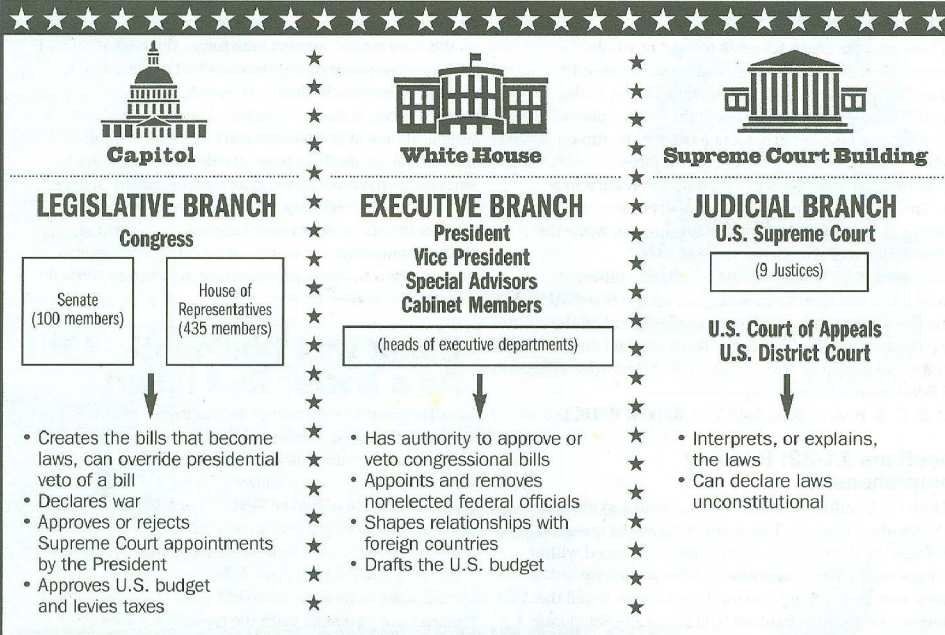 Capitol
LEGISLATIVE BRANCH
Congress
Senate
(100 members)
House of
Representatives
(435 members)
• Creates the bills that become
laws, can override presidential
veto of a bill
• Declares war
• Approves or rejects
Supreme Court appointments
by the President
• Approves U.S. budget
and levies taxes
White House
EXECUTIVE BRANCH
President
Vice President
Special Advisors
Cabinet Members
(heads of executive departments)
• Has authority to approve or
veto congressional bills
• Appoints and removes
nonelected federal officials
• Shapes relationships with
foreign countries
• Drafts the U.S. budget
Supreme Court Building
JUDICIAL BRANCH
U.S. Supreme Court
(9 Justices)
U.S. Court of Appeals
U.S. District Court
• Interprets, or explains,
the laws
• Can declare laws
unconstitutional